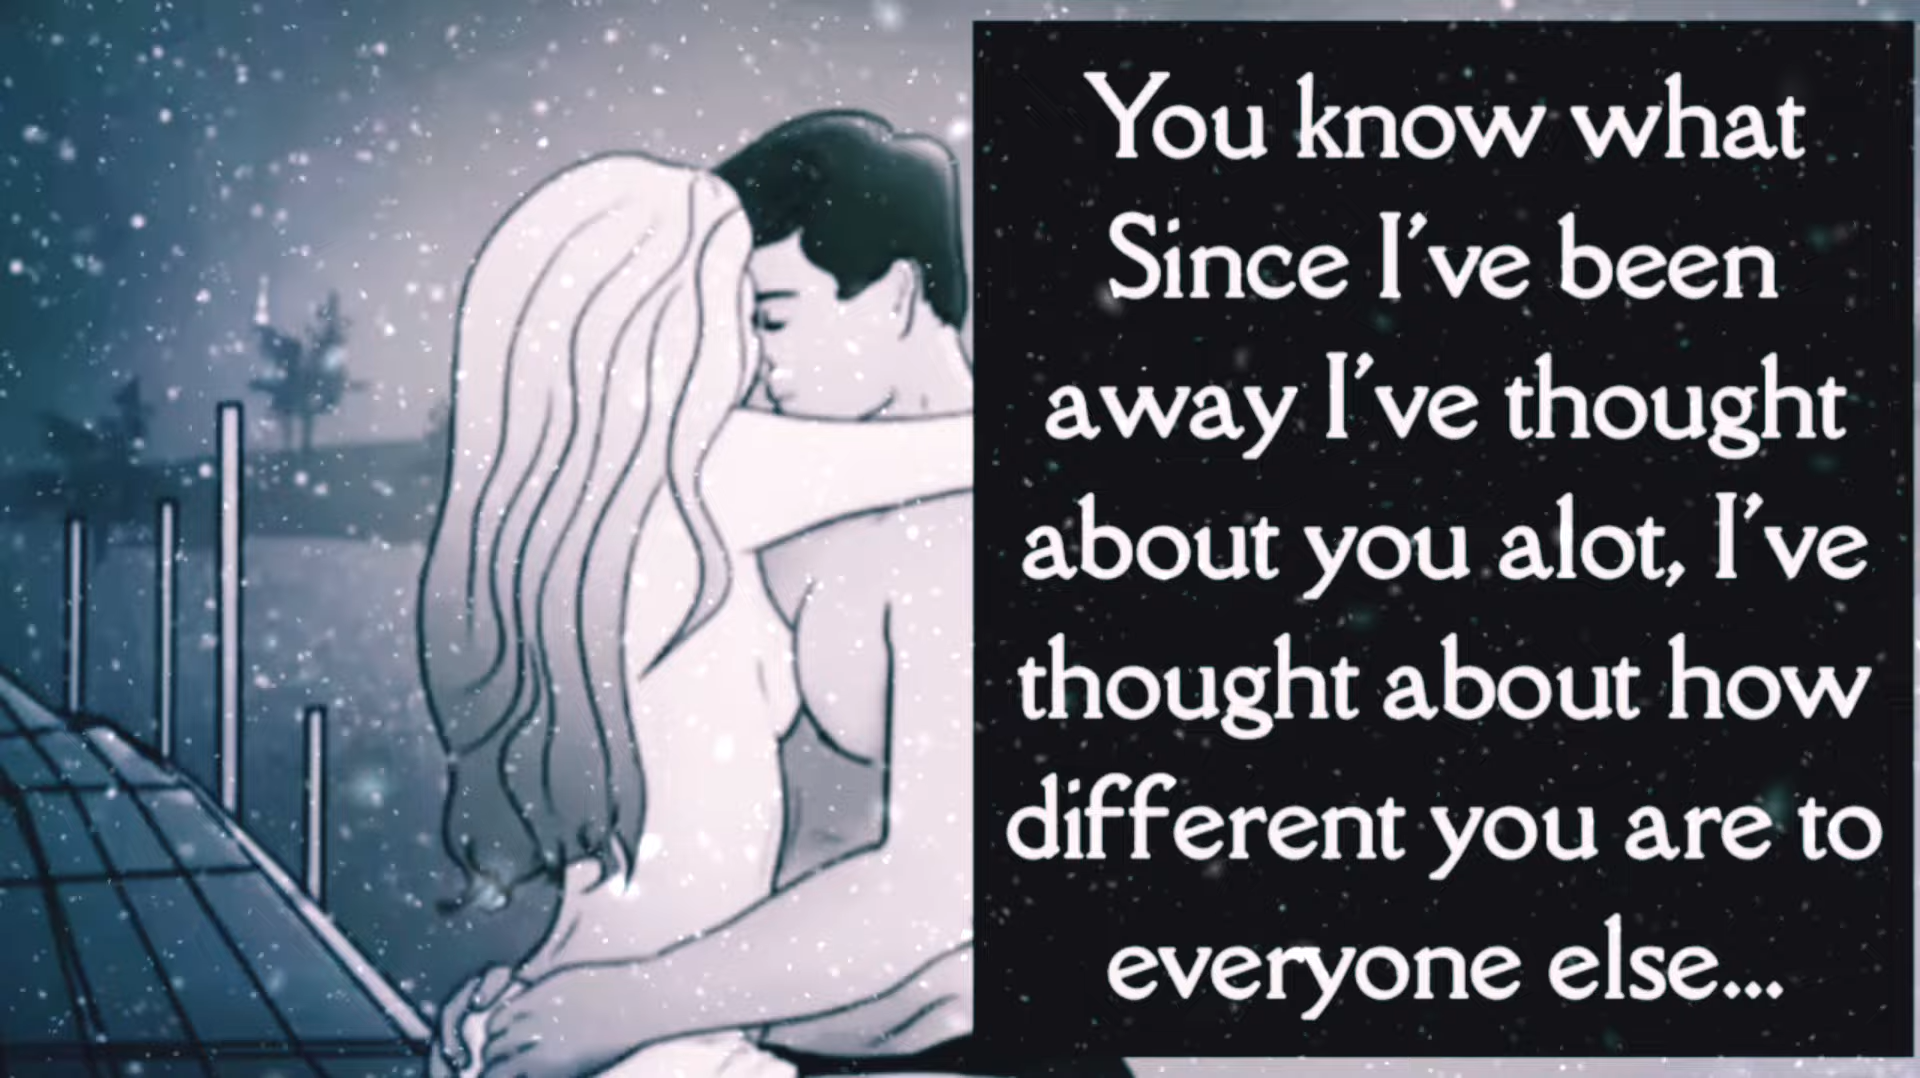 You know what
Since I've been
away I've thought
about you alot, I've
thought about how
different you are to
everyone else...